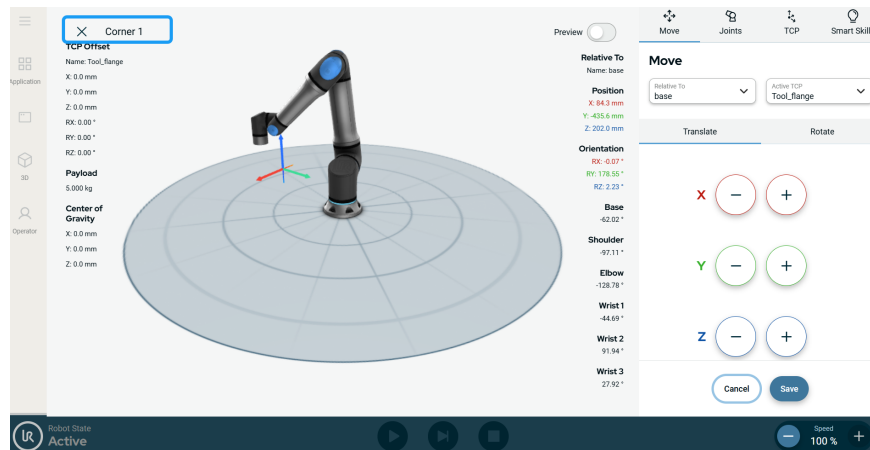 Corner 1
Preview
Application
3D
Operator
TCP Offset
Name: Tool_flange
X: 0.0 mm
Y: 0.0 mm
Z: 0.0 mm
RX: 0.00 °
RY: 0.00 °
RZ: 0.00 °
Payload
5.000 kg
Center of
Gravity
X: 0.0 mm
Y: 0.0 mm
Z: 0.0 mm
Relative To
Name: base
Position
X: 84.3 mm
Y: -435.6 mm
Z: 202.0 mm
Orientation
RX: -0.07 °
RY: 178.55 °
RZ: 2.23 °
Base
-62.02 °
Shoulder
-97.11 °
Elbow
-128.78 °
Wrist 1
-44.69 °
Wrist 2
91.94 °
Wrist 3
27.92 °
Move
Joints
TCP
Smart Skill
Move
Relative To
base
Active TCP
Tool_flange
Translate
Rotate
X − +
Y − +
Z − +
Cancel
Save
UR
Robot State
Active
Speed
− 100 % +